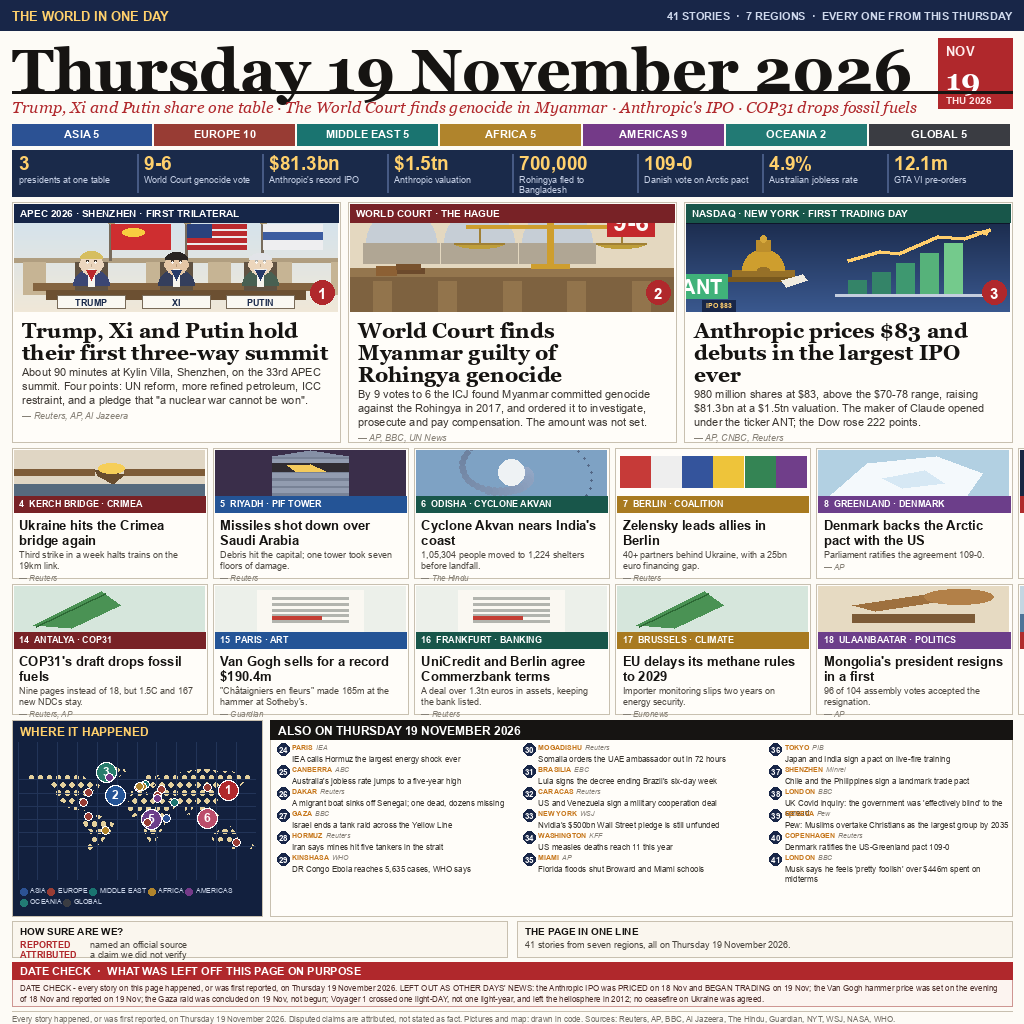 THE WORLD IN ONE DAY
41 STORIES · 7 REGIONS · EVERY ONE FROM THIS THURSDAY
Thursday 19 November 2026
NOV
19
THU 2026
Trump, Xi and Putin share one table · The World Court finds genocide in Myanmar · Anthropic's IPO · COP31 drops fossil fuels
ASIA 5
EUROPE 10
MIDDLE EAST 5
AFRICA 5
AMERICAS 9
OCEANIA 2
GLOBAL 5
3
presidents at one table
9-6
World Court genocide vote
$81.3bn
Anthropic's record IPO
$1.5tn
Anthropic valuation
700,000
Rohingya fled to
Bangladesh
109-0
Danish vote on Arctic pact
4.9%
Australian jobless rate
12.1m
GTA VI pre-orders
APEC 2026 · SHENZHEN · FIRST TRILATERAL
TRUMP
XI
PUTIN
1
Trump, Xi and Putin hold
their first three-way summit
About 90 minutes at Kylin Villa, Shenzhen, on the 33rd APEC
summit. Four points: UN reform, more refined petroleum, ICC
restraint, and a pledge that "a nuclear war cannot be won".
— Reuters, AP, Al Jazeera
WORLD COURT · THE HAGUE
9-6
2
World Court finds
Myanmar guilty of
Rohingya genocide
By 9 votes to 6 the ICJ found Myanmar committed genocide
against the Rohingya in 2017, and ordered it to investigate,
prosecute and pay compensation. The amount was not set.
— AP, BBC, UN News
NASDAQ · NEW YORK · FIRST TRADING DAY
ANT
IPO $83
3
Anthropic prices $83 and
debuts in the largest IPO
ever
980 million shares at $83, above the $70-78 range, raising
$81.3bn at a $1.5tn valuation. The maker of Claude opened
under the ticker ANT; the Dow rose 222 points.
— AP, CNBC, Reuters
4 KERCH BRIDGE · CRIMEA
Ukraine hits the Crimea
bridge again
Third strike in a week halts trains on the
19km link.
— Reuters
5 RIYADH · PIF TOWER
Missiles shot down over
Saudi Arabia
Debris hit the capital; one tower took seven
floors of damage.
— Reuters
6 ODISHA · CYCLONE AKVAN
Cyclone Akvan nears India's
coast
1,05,304 people moved to 1,224 shelters
before landfall.
— The Hindu
7 BERLIN · COALITION
Zelensky leads allies in
Berlin
40+ partners behind Ukraine, with a 25bn
euro financing gap.
— Reuters
8 GREENLAND · DENMARK
Denmark backs the Arctic
pact with the US
Parliament ratifies the agreement 109-0.
— AP
14 ANTALYA · COP31
COP31's draft drops fossil
fuels
Nine pages instead of 18, but 1.5C and 167
new NDCs stay.
— Reuters, AP
15 PARIS · ART
Van Gogh sells for a record
$190.4m
"Châtaigniers en fleurs" made 165m at the
hammer at Sotheby's.
— Guardian
16 FRANKFURT · BANKING
UniCredit and Berlin agree
Commerzbank terms
A deal over 1.3tn euros in assets, keeping
the bank listed.
— Reuters
17 BRUSSELS · CLIMATE
EU delays its methane rules
to 2029
Importer monitoring slips two years on
energy security.
— Euronews
18 ULAANBAATAR · POLITICS
Mongolia's president resigns
in a first
96 of 104 assembly votes accepted the
resignation.
— AP
WHERE IT HAPPENED
3
2
5
1
6
ASIA EUROPE MIDDLE EAST AFRICA AMERICAS
OCEANIA GLOBAL
ALSO ON THURSDAY 19 NOVEMBER 2026
24 PARIS IEA
IEA calls Hormuz the largest energy shock ever
25 CANBERRA ABC
Australia's jobless rate jumps to a five-year high
26 DAKAR Reuters
A migrant boat sinks off Senegal; one dead, dozens missing
27 GAZA BBC
Israel ends a tank raid across the Yellow Line
28 HORMUZ Reuters
Iran says mines hit five tankers in the strait
29 KINSHASA WHO
DR Congo Ebola reaches 5,635 cases, WHO says
30 MOGADISHU Reuters
Somalia orders the UAE ambassador out in 72 hours
31 BRASILIA EBC
Lula signs the decree ending Brazil's six-day week
32 CARACAS Reuters
US and Venezuela sign a military cooperation deal
33 NEW YORK WSJ
Nvidia's $500bn Wall Street pledge is still unfunded
34 WASHINGTON KFF
US measles deaths reach 11 this year
35 MIAMI AP
Florida floods shut Broward and Miami schools
36 TOKYO PIB
Japan and India sign a pact on live-fire training
37 SHENZHEN Minrel
Chile and the Philippines sign a landmark trade pact
38 LONDON BBC
UK Covid Inquiry: the government was 'effectively blind' to the
spread
39 Pew
Pew: Muslims overtake Christians as the largest group by 2035
40 COPENHAGEN Reuters
Danish ratifies the US-Greenland pact 109-0
41 LONDON BBC
Musk says he feels 'pretty foolish' over $446m spent on
midterms
HOW SURE ARE WE?
REPORTED named an official source
ATTRIBUTED a claim we did not verify
THE PAGE IN ONE LINE
41 stories from seven regions, all on Thursday 19 November 2026.
DATE CHECK · WHAT WAS LEFT OFF THIS PAGE ON PURPOSE
DATE CHECK - every story on this page happened, or was first reported, on Thursday 19 November 2026. LEFT OUT AS OTHER DAYS' NEWS: the Anthropic IPO was PRICED on 18 Nov and BEGAN TRADING on 19 Nov; the Van Gogh hammer price was set on the evening
of 18 Nov and reported on 19 Nov; the Gaza raid was concluded on 19 Nov, not begun; Voyager 1 crossed one light-DAY, not one light-year, and left the heliosphere in 2012; no ceasefire on Ukraine was agreed.
Every story happened, or was first reported, on Thursday 19 November 2026. Disputed claims are attributed, not stated as fact. Pictures and map: drawn in code. Sources: Reuters, AP, BBC, Al Jazeera, The Hindu, Guardian, NYT, WSJ, NASA, WHO.